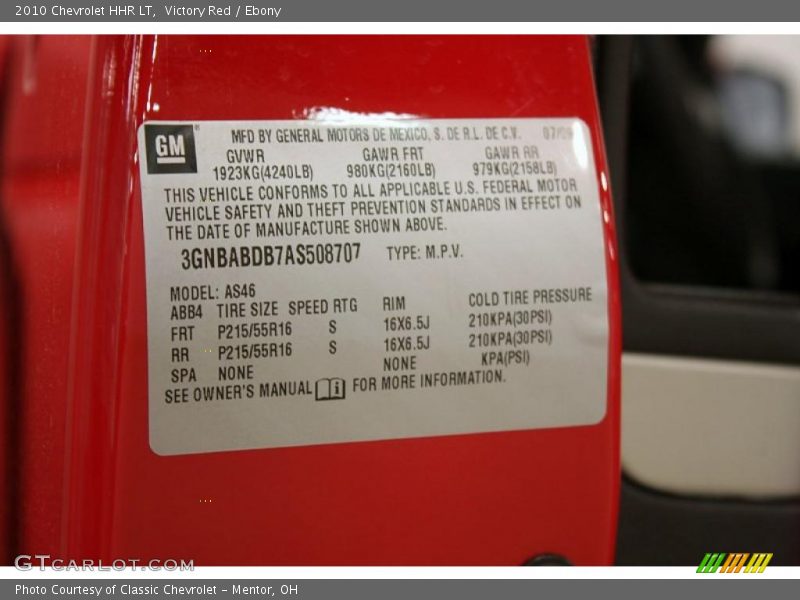 2010 Chevrolet HHR LT, Victory Red / Ebony
GM
MFD BY GENERAL MOTORS DE MEXICO, S. DE R.L. DE C.V.
GVWR GAWR FRT GAWR RR
1923KG(4240LB) 980KG(2160LB) 979KG(2158LB)
THIS VEHICLE CONFORMS TO ALL APPLICABLE U.S. FEDERAL MOTOR
VEHICLE SAFETY AND THEFT PREVENTION STANDARDS IN EFFECT ON
THE DATE OF MANUFACTURE SHOWN ABOVE.
3GNBABDB7AS508707 TYPE: M.P.V.
MODEL: AS46
ABB4 TIRE SIZE SPEED RTG RIM COLD TIRE PRESSURE
FRT P215/55R16 S 16X6.5J 210KPA(30PSI)
RR P215/55R16 S 16X6.5J 210KPA(30PSI)
SPA NONE NONE KPA(PSI)
SEE OWNER'S MANUAL i FOR MORE INFORMATION.
GTCARLOT.COM
Photo Courtesy of Classic Chevrolet - Mentor, OH